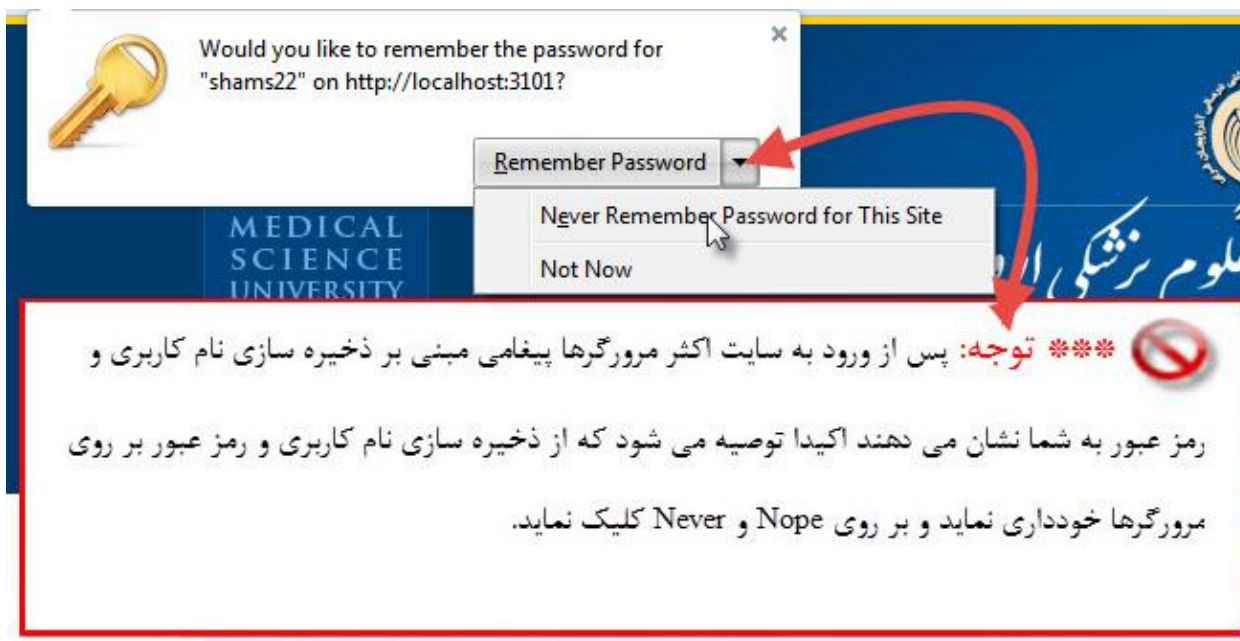 Would you like to remember the password for
"shams22" on http://localhost:3101?
Remember Password
Never Remember Password for This Site
Not Now
MEDICAL
SCIENCE
UNIVERSITY
علوم پزشکی
*** توجه: پس از ورود به سایت اکثر مرورگرها پیغامی مبنی بر ذخیره سازی نام کاربری و
رمز عبور به شما نشان می دهند اکیدا توصیه می شود که از ذخیره سازی نام کاربری و رمز عبور بر روی
مرورگرها خودداری نماید و بر روی Nope و Never کلیک نماید.